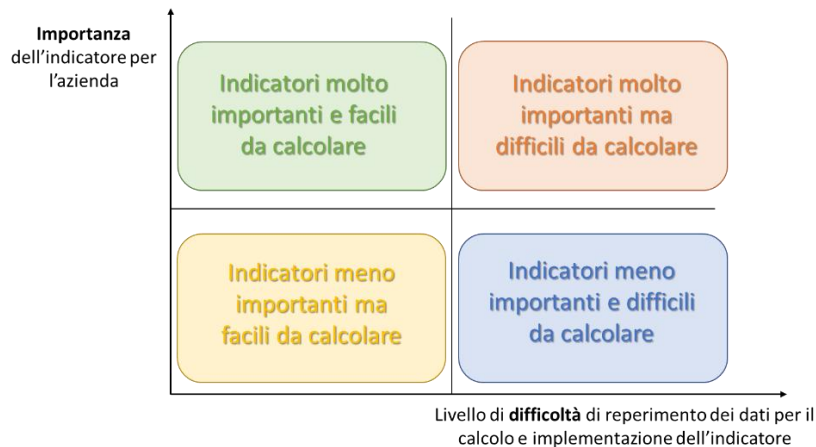 Importanza
dell'indicatore per
l'azienda
Indicatori molto
importanti e facili
da calcolare
Indicatori molto
importanti ma
difficili da calcolare
Indicatori meno
importanti ma
facili da calcolare
Indicatori meno
importanti e difficili
da calcolare
Livello di difficoltà di reperimento dei dati per il
calcolo e implementazione dell'indicatore